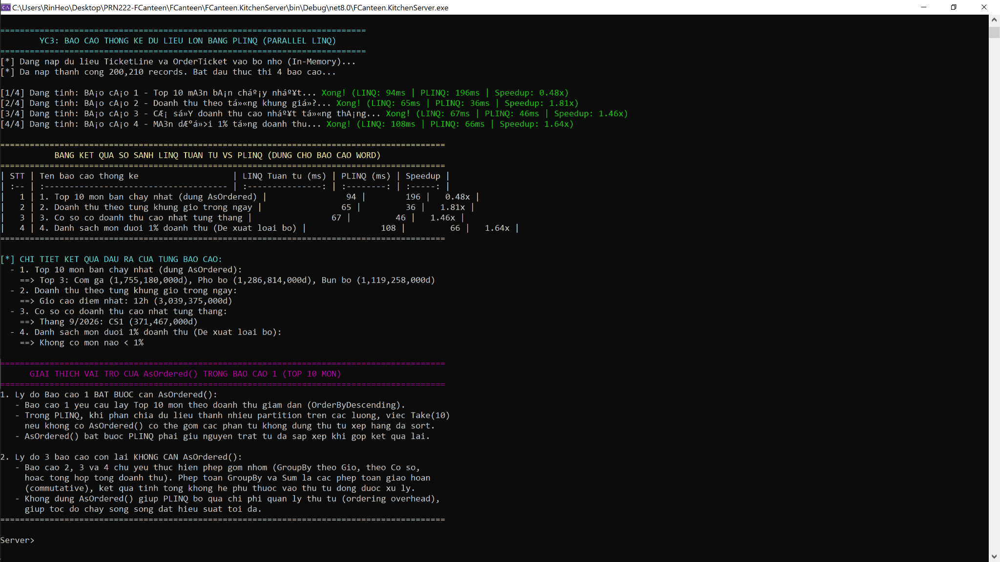 C:\Users\RinHeo\Desktop\PRN222-FCanteen\FCanteen\FCanteen.KitchenServer\bin\Debug\net8.0\FCanteen.KitchenServer.exe
==========================================================================
YC3: BAO CAO THONG KE DU LIEU LON BANG PLINQ (PARALLEL LINQ)
==========================================================================
[*] Dang nap du lieu TicketLine va OrderTicket vao bo nho (In-Memory)...
[*] Da nap thanh cong 200,210 records. Bat dau thuc thi 4 bao cao...
[1/4] Dang tinh: BA¡o cA¡o 1 - Top 10 mA3n bA¡n cháº¡y nháº¥t... Xong! (LINQ: 94ms | PLINQ: 196ms | Speedup: 0.48x)
[2/4] Dang tinh: BA¡o cA¡o 2 - Doanh thu theo tá»«ng khung giá»?... Xong! (LINQ: 65ms | PLINQ: 36ms | Speedup: 1.81x)
[3/4] Dang tinh: BA¡o cA¡o 3 - CÆ¡ sá»Y doanh thu cao nháº¥t tá»«ng thA¡ng... Xong! (LINQ: 67ms | PLINQ: 46ms | Speedup: 1.46x)
[4/4] Dang tinh: BA¡o cA¡o 4 - MA3n dÆ°á»>i 1% tá»ng doanh thu... Xong! (LINQ: 108ms | PLINQ: 66ms | Speedup: 1.64x)
==========================================================================================
BANG KET QUA SO SANH LINQ TUAN TU VS PLINQ (DUNG CHO BAO CAO WORD)
==========================================================================================
| STT | Ten bao cao thong ke | LINQ Tuan tu (ms) | PLINQ (ms) | Speedup |
| :-- | :------------------------------------- | :---------------: | :--------: | :-----: |
| 1 | 1. Top 10 mon ban chay nhat (dung AsOrdered) | 94 | 196 | 0.48x |
| 2 | 2. Doanh thu theo tung khung gio trong ngay | 65 | 36 | 1.81x |
| 3 | 3. Co so co doanh thu cao nhat tung thang | 67 | 46 | 1.46x |
| 4 | 4. Danh sach mon duoi 1% doanh thu (De xuat loai bo) | 108 | 66 | 1.64x |
==========================================================================================
[*] CHI TIET KET QUA DAU RA CUA TUNG BAO CAO:
- 1. Top 10 mon ban chay nhat (dung AsOrdered):
==> Top 3: Com ga (1,755,180,000d), Pho bo (1,286,814,000d), Bun bo (1,119,258,000d)
- 2. Doanh thu theo tung khung gio trong ngay:
==> Gio cao diem nhat: 12h (3,039,375,000d)
- 3. Co so co doanh thu cao nhat tung thang:
==> Thang 9/2026: CS1 (371,467,000d)
- 4. Danh sach mon duoi 1% doanh thu (De xuat loai bo):
==> Khong co mon nao < 1%
==========================================================================================
GIAI THICH VAI TRO CUA AsOrdered() TRONG BAO CAO 1 (TOP 10 MON)
==========================================================================================
1. Ly do Bao cao 1 BAT BUOC can AsOrdered():
- Bao cao 1 yeu cau lay Top 10 mon theo doanh thu giam dan (OrderByDescending).
- Trong PLINQ, khi phan chia du lieu thanh nhieu partition tren cac luong, viec Take(10)
neu khong co AsOrdered() co the gom cac phan tu khong dung thu tu xep hang da sort.
- AsOrdered() bat buoc PLINQ phai giu nguyen trat tu da sap xep khi gop ket qua lai.
2. Ly do 3 bao cao con lai KHONG CAN AsOrdered():
- Bao cao 2, 3 va 4 chu yeu thuc hien phep gom nhom (GroupBy theo Gio, theo Co so,
hoac tong hop tong doanh thu). Phep toan GroupBy va Sum la cac phep toan giao hoan
(commutative), ket qua tinh tong khong he phu thuoc vao thu tu dong duoc xu ly.
- Khong dung AsOrdered() giup PLINQ bo qua chi phi quan ly thu tu (ordering overhead),
giup toc do chay song song dat hieu suat toi da.
==========================================================================================
Server>